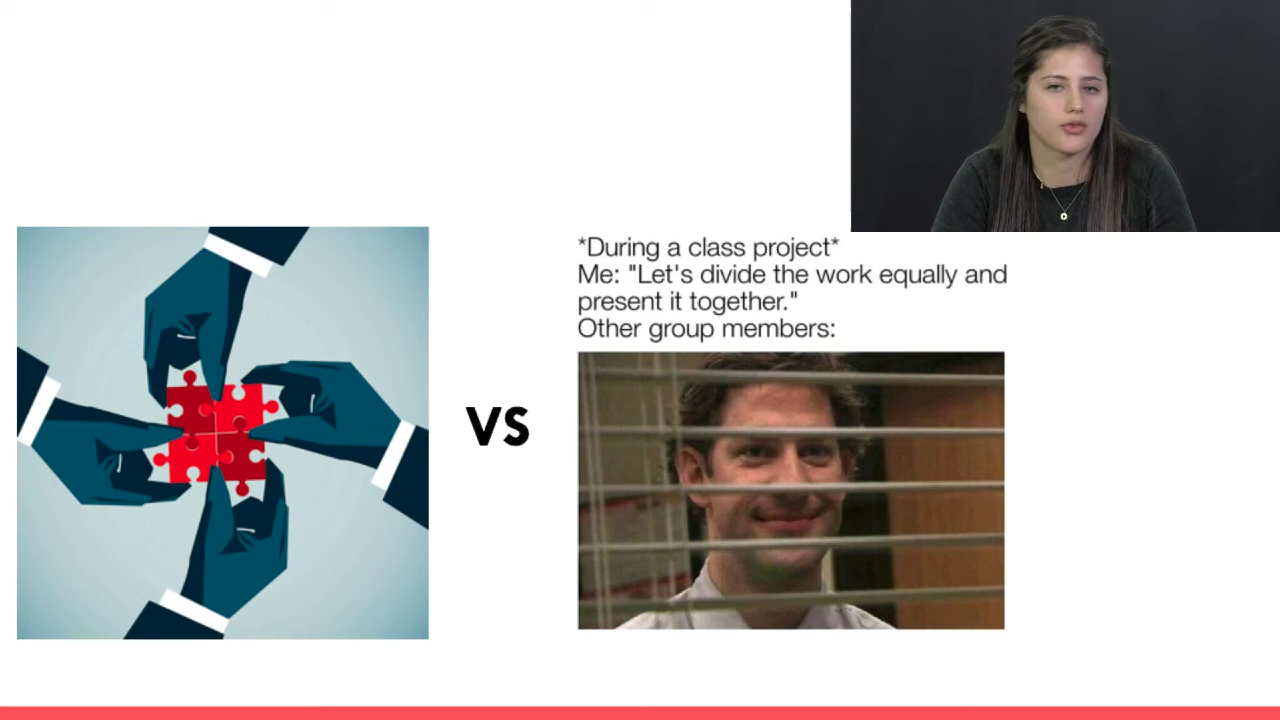 *During a class project*
Me: "Let's divide the work equally and
present it together."
Other group members:
VS